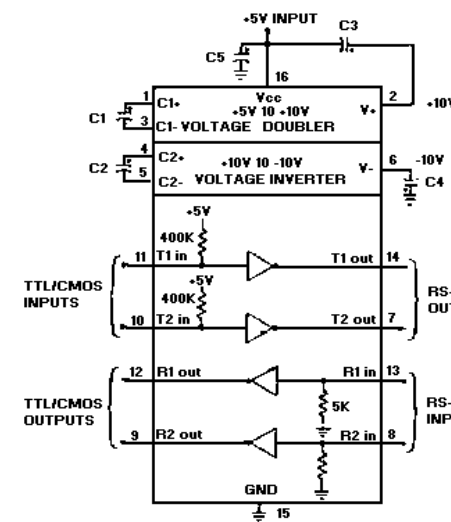 +5V INPUT
C3
C5
16
1
C1+
Vcc
+5V 10 +10V
V+
2
+10V
C1
3
C1- VOLTAGE DOUBLER
4
C2+
+10V 10 -10V
V-
6
-10V
C2
5
C2-
VOLTAGE INVERTER
C4
+5V
400K
11
T1 in
T1 out
14
TTL/CMOS
INPUTS
+5V
400K
RS-
10
T2 in
T2 out
7
12
R1 out
R1 in
13
TTL/CMOS
OUTPUTS
5K
RS-
9
R2 out
R2 in
8
GND
15